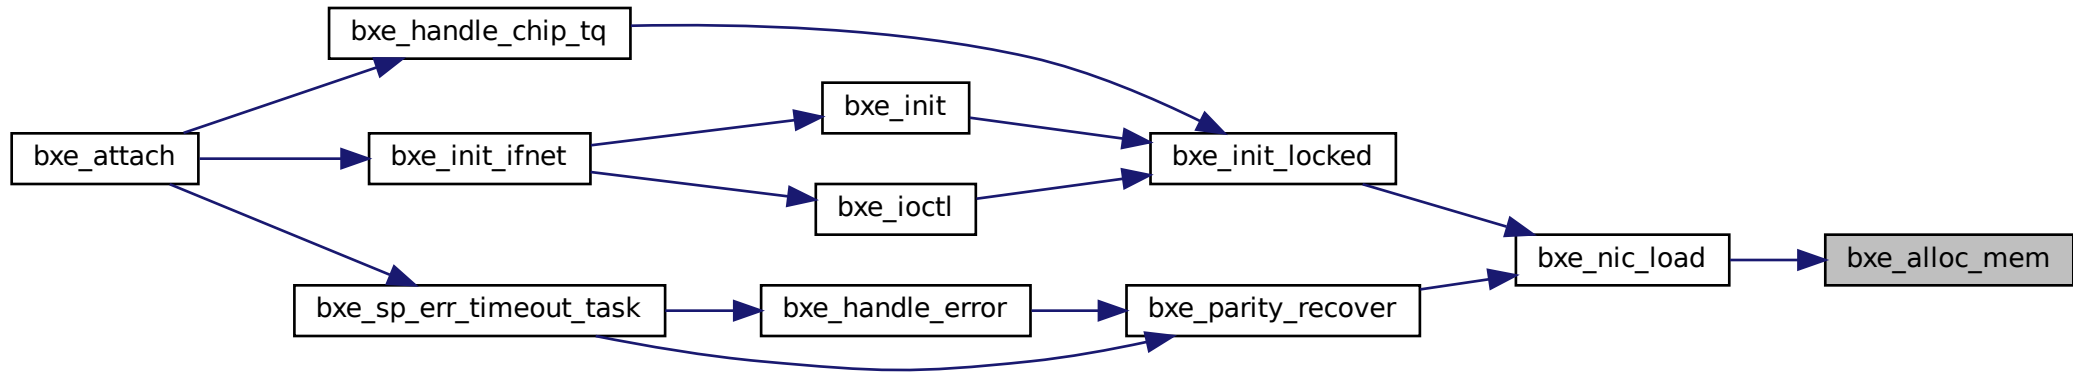 bxe_handle_chip_tq
bxe_init
bxe_attach
bxe_init_ifnet
bxe_init_locked
bxe_ioctl
bxe_nic_load
bxe_alloc_mem
bxe_sp_err_timeout_task
bxe_handle_error
bxe_parity_recover